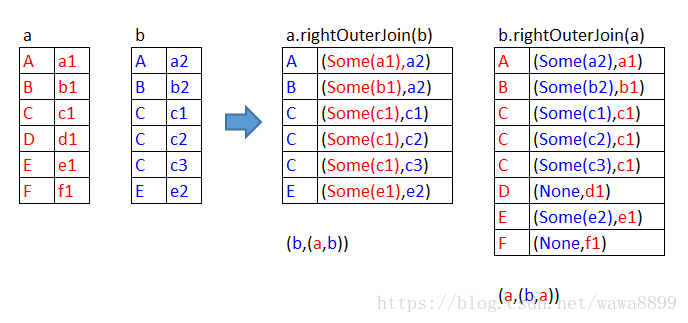 a
A a1
B b1
C c1
D d1
E e1
F f1
b
A a2
B b2
C c1
C c2
C c3
E e2
a.rightOuterJoin(b)
A (Some(a1),a2)
B (Some(b1),a2)
C (Some(c1),c1)
C (Some(c1),c2)
C (Some(c1),c3)
E (Some(e1),e2)
(b,(a,b))
b.rightOuterJoin(a)
A (Some(a2),a1)
B (Some(b2),b1)
C (Some(c1),c1)
C (Some(c2),c1)
C (Some(c3),c1)
D (None,d1)
E (Some(e2),e1)
F (None,f1)
(a,(b,a))
https://blog.csdn.net/wawa8899